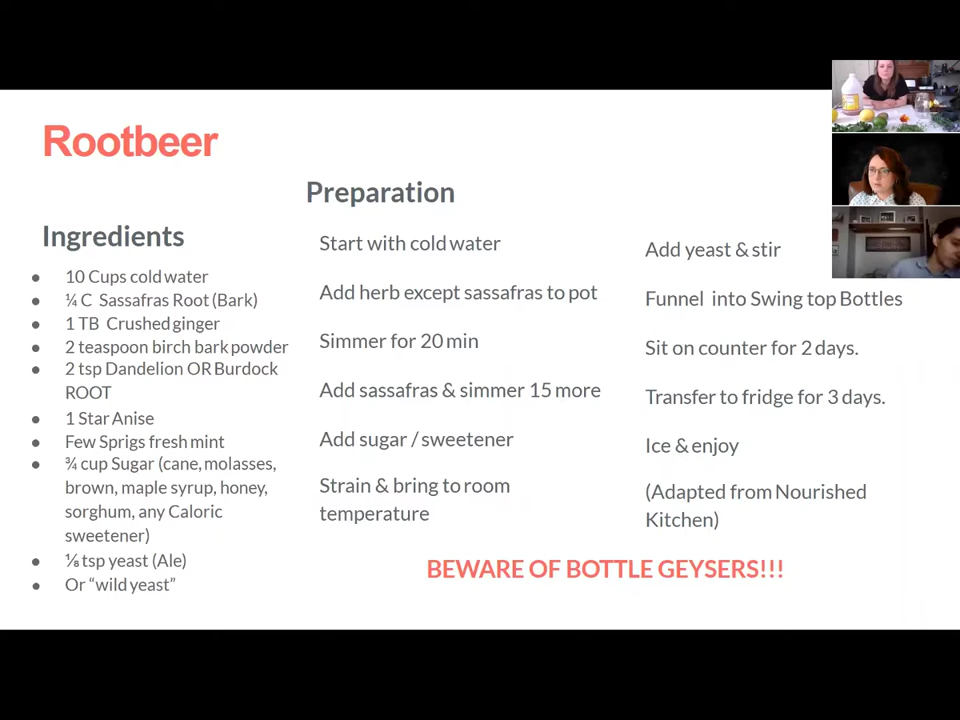 Rootbeer
Ingredients
10 Cups cold water
¼ C Sassafras Root (Bark)
1 TB Crushed ginger
2 teaspoon birch bark powder
2 tsp Dandelion OR Burdock
ROOT
1 Star Anise
Few Sprigs fresh mint
¾ cup Sugar (cane, molasses,
brown, maple syrup, honey,
sorghum, any Caloric
sweetener)
⅛ tsp yeast (Ale)
Or “wild yeast”
Preparation
Start with cold water
Add herb except sassafras to pot
Simmer for 20 min
Add sassafras & simmer 15 more
Add sugar / sweetener
Strain & bring to room
temperature
Add yeast & stir
Funnel into Swing top Bottles
Sit on counter for 2 days.
Transfer to fridge for 3 days.
Ice & enjoy
(Adapted from Nourished
Kitchen)
BEWARE OF BOTTLE GEYSERS!!!